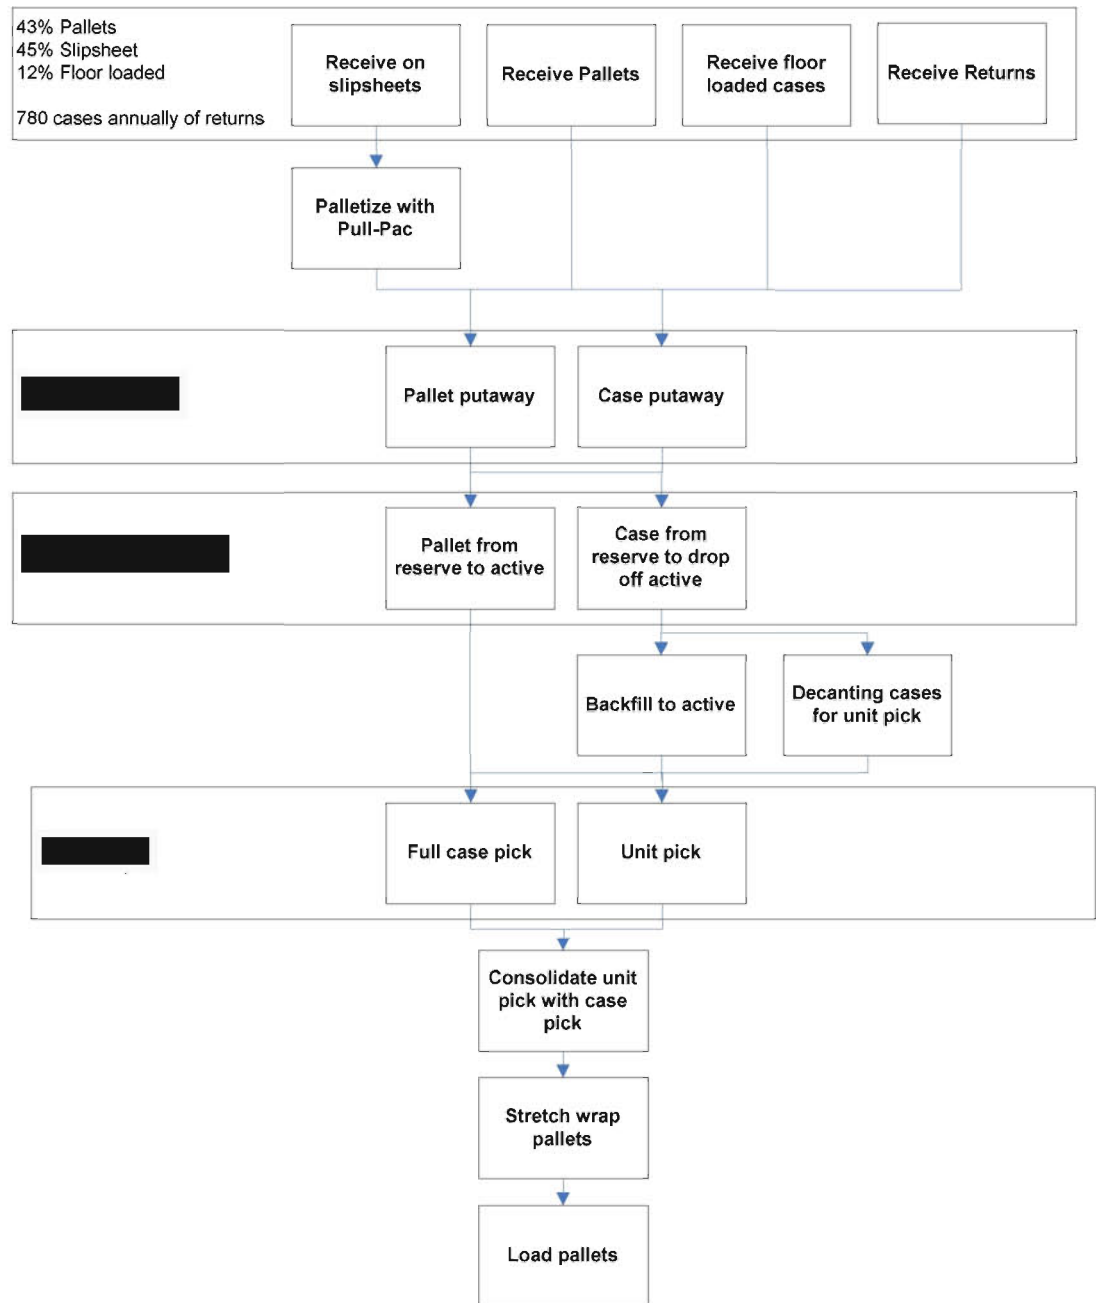 43% Pallets
45% Slipsheet
12% Floor loaded
780 cases annually of returns
Receive on
slipsheets
Receive Pallets
Receive floor
loaded cases
Receive Returns
Palletize with
Pull-Pac
Pallet putaway
Case putaway
Pallet from
reserve to active
Case from
reserve to drop
off active
Backfill to active
Decanting cases
for unit pick
Full case pick
Unit pick
Consolidate unit
pick with case
pick
Stretch wrap
pallets
Load pallets